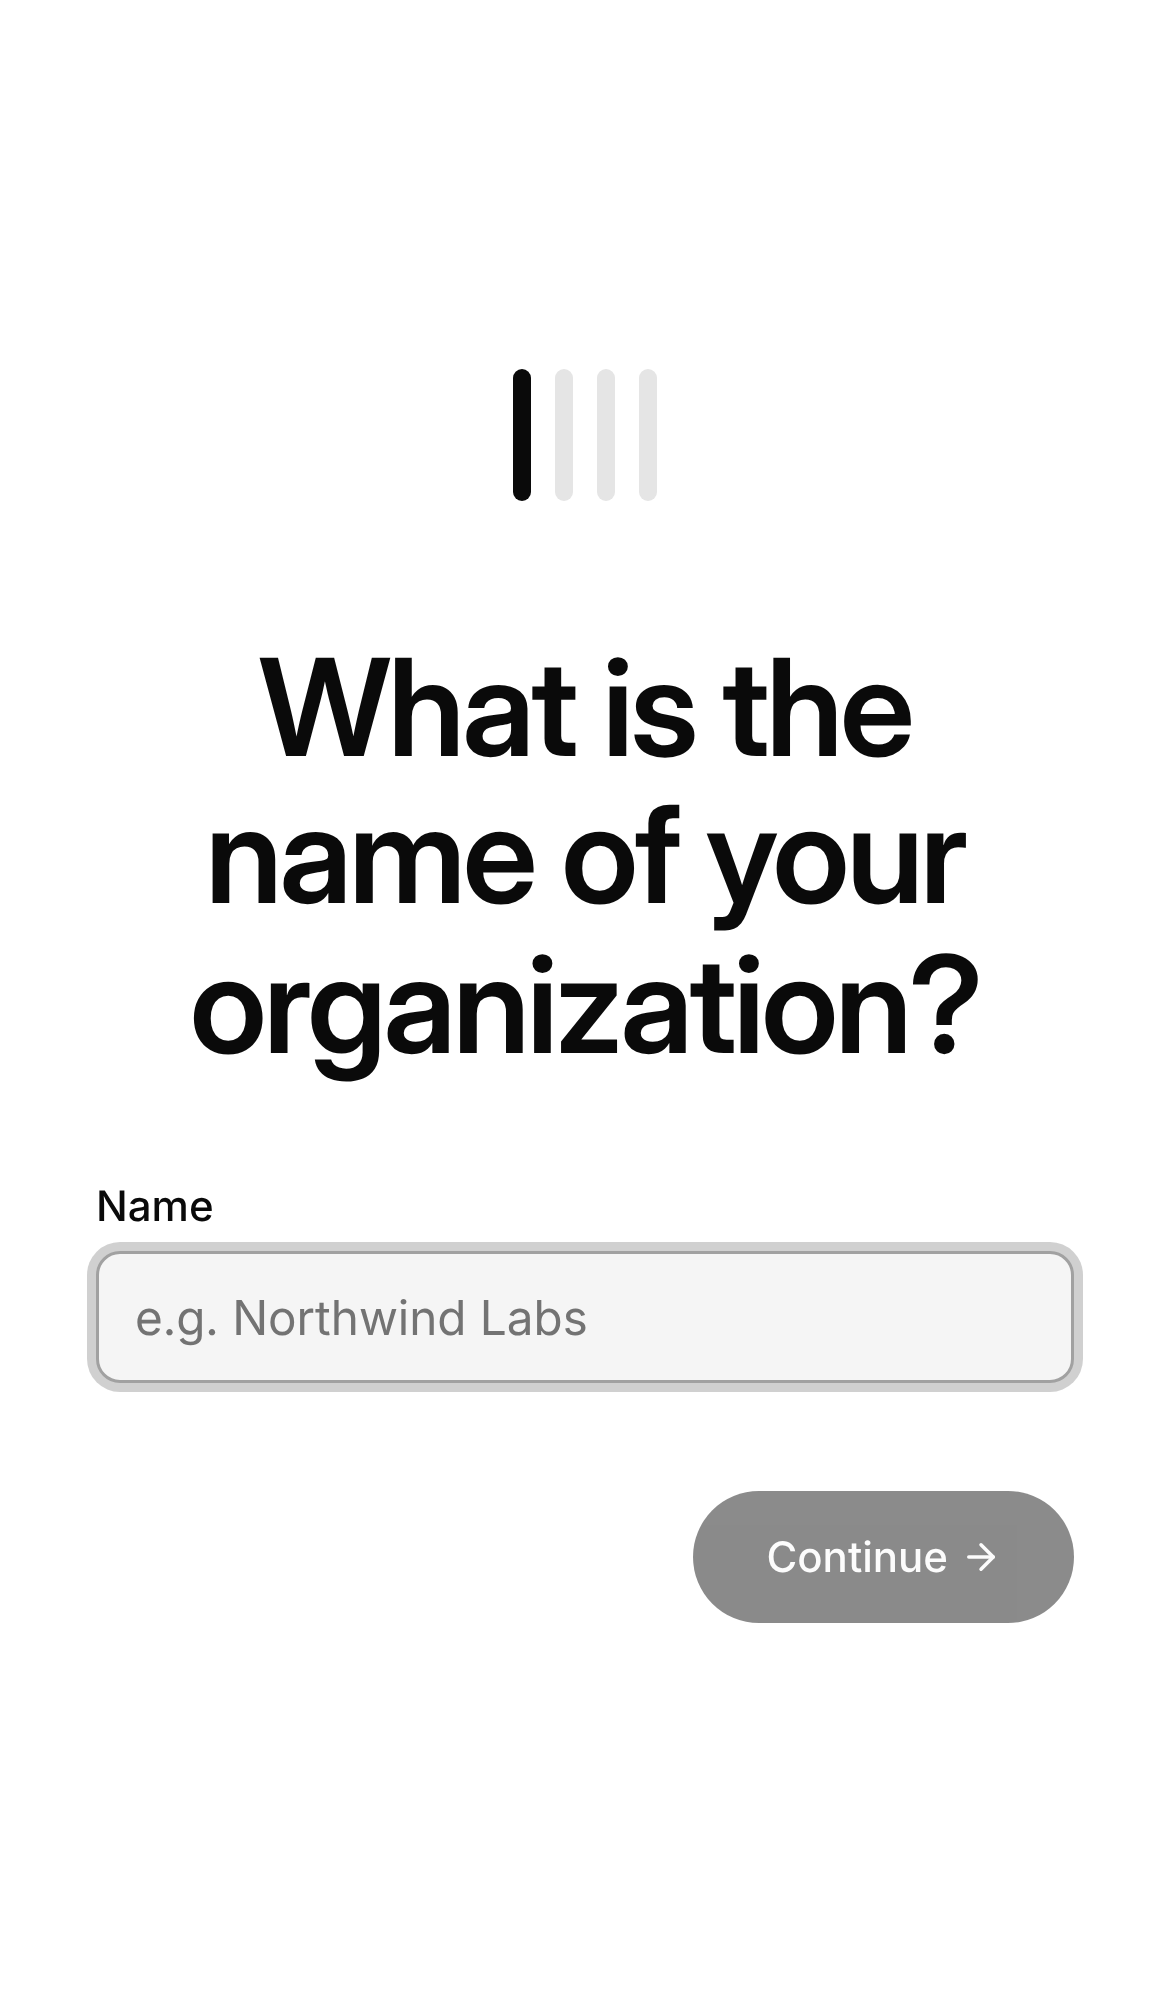 What is the
name of your
organization?
Name
e.g. Northwind Labs
Continue →